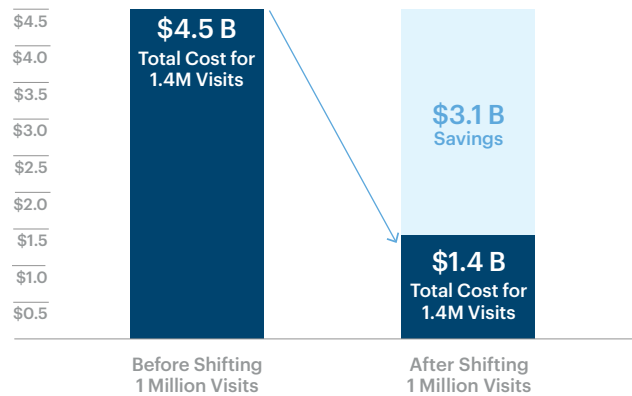 $4.5
$4.0
$3.5
$3.0
$2.5
$2.0
$1.5
$1.0
$0.5
$4.5 B
Total Cost for
1.4M Visits
$3.1 B
Savings
$1.4 B
Total Cost for
1.4M Visits
Before Shifting
1 Million Visits
After Shifting
1 Million Visits